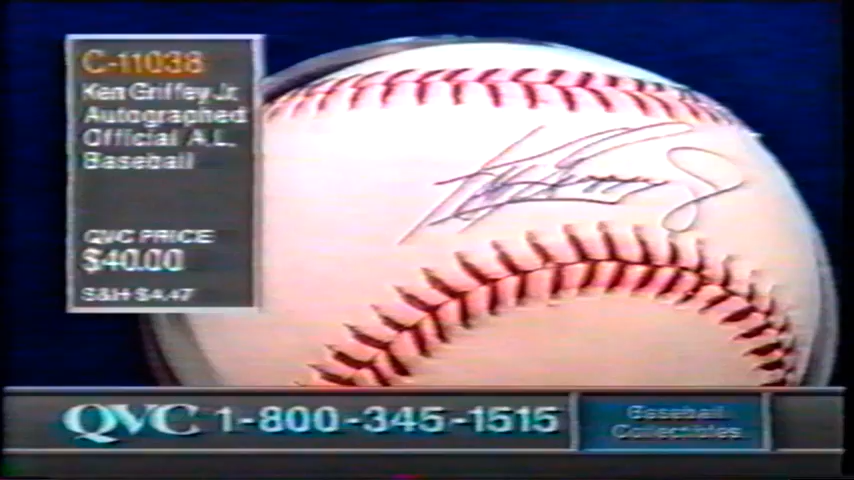 C-11038
Ken Griffey Jr.
Autographed
Official A.L.
Baseball
QVC PRICE
$40.00
S&H $4.47
QVC 1-800-345-1515
Baseball
Collectibles